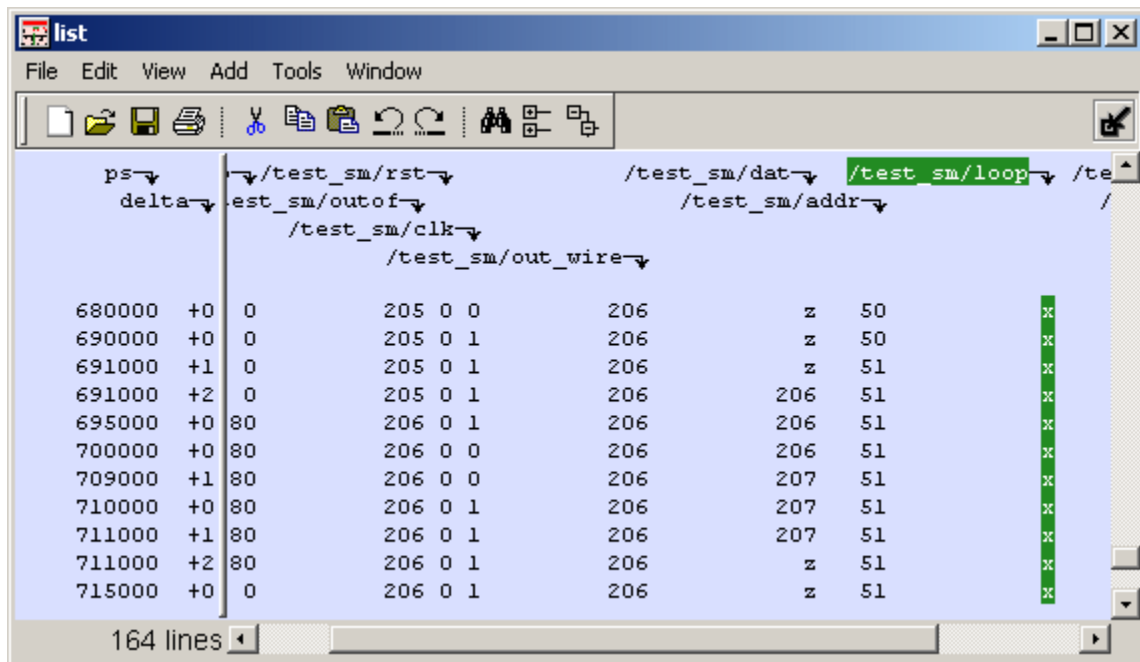 list
File Edit View Add Tools Window
ps /test_sm/rst /test_sm/dat /test_sm/loop /te
delta est_sm/outof /test_sm/addr /
/test_sm/clk
/test_sm/out_wire
680000 +0 0 205 0 0 206 z 50 x
690000 +0 0 205 0 1 206 z 50 x
691000 +1 0 205 0 1 206 z 51 x
691000 +2 0 205 0 1 206 206 51 x
695000 +0 80 206 0 1 206 206 51 x
700000 +0 80 206 0 0 206 206 51 x
709000 +1 80 206 0 0 206 207 51 x
710000 +0 80 206 0 1 206 207 51 x
711000 +1 80 206 0 1 206 207 51 x
711000 +2 80 206 0 1 206 z 51 x
715000 +0 0 206 0 1 206 z 51 x
164 lines